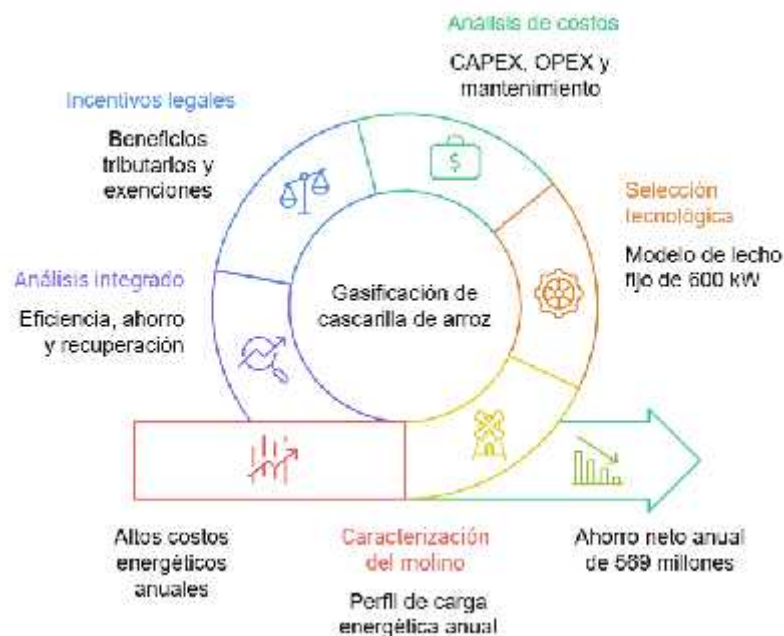 Análisis de costos
CAPEX, OPEX y
mantenimiento
Incentivos legales
Beneficios
tributarios y
exenciones
Selección
tecnológica
Modelo de lecho
fijo de 600 kW
Análisis integrado
Eficiencia, ahorro
y recuperación
Gasificación de
cascarilla de arroz
$
Altos costos
energéticos
anuales
Caracterización
del molino
Perfil de carga
energética anual
Ahorro neto anual
de 569 millones